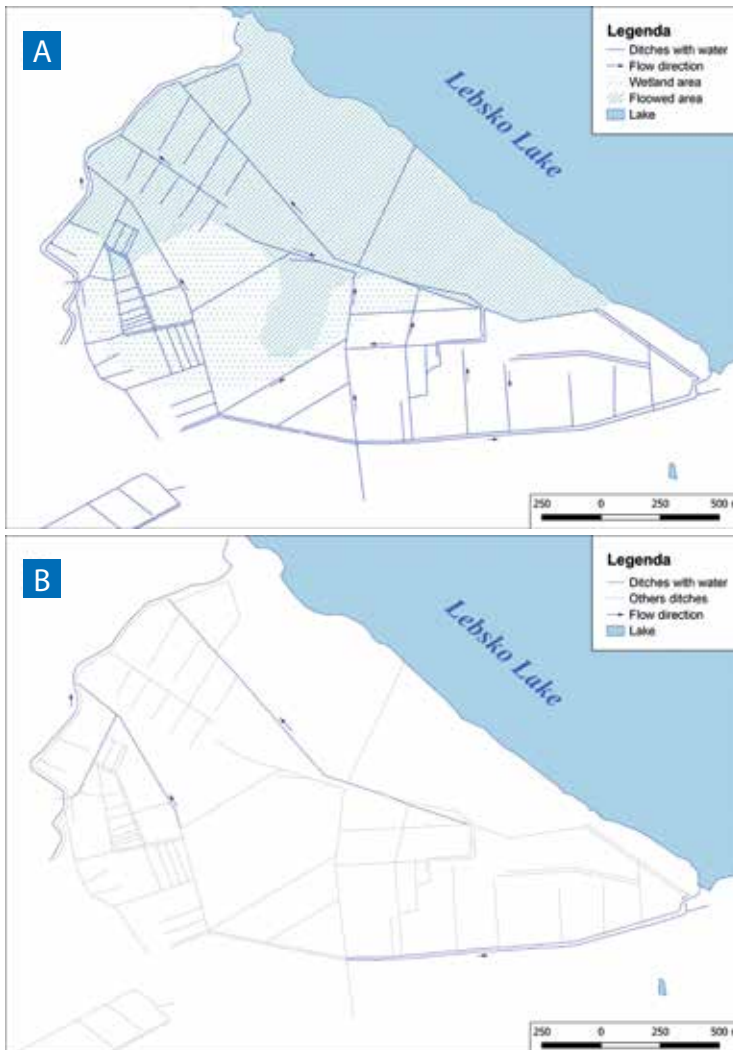 A
Legenda
Ditches with water
Flow direction
Wetland area
Floowed area
Lake
Lebsko Lake
250 0 250 500
B
Legenda
Ditches with water
Others ditches
Flow direction
Lake
Lebsko Lake
250 0 250 500